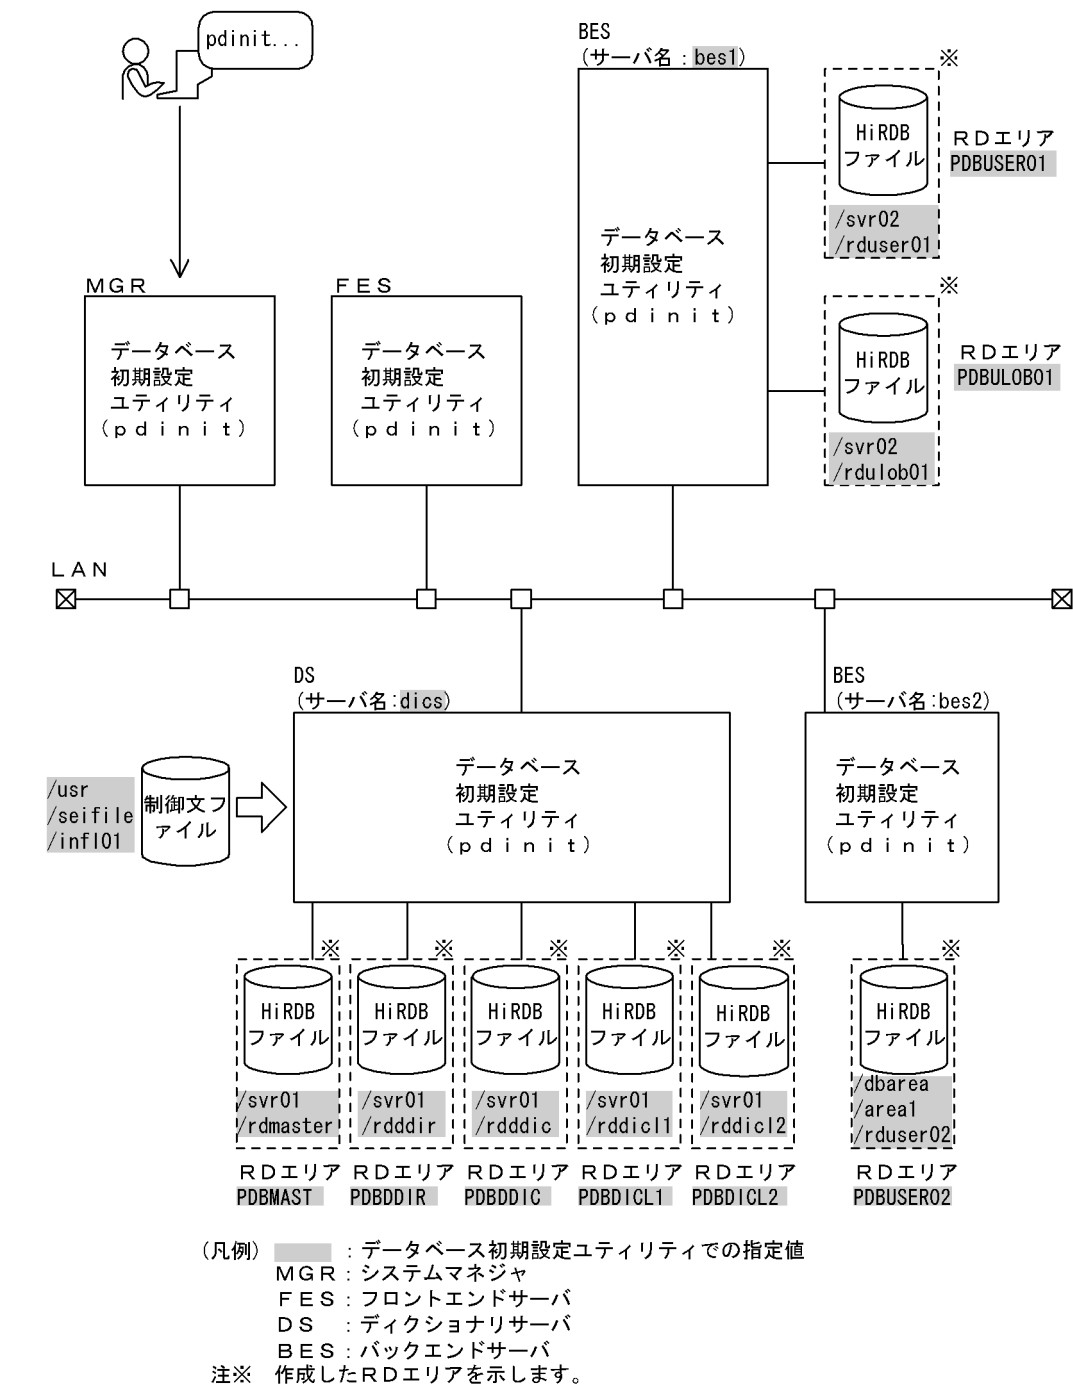 pdinit...
BES
(サーバ名：bes1)
※
HiRDB
ファイル
RDエリア
PDBUSER01
/svr02
/rduser01
データベース
初期設定
ユティリティ
(pdinit)
※
HiRDB
ファイル
RDエリア
PDBULOB01
/svr02
/rdulob01
MGR
データベース
初期設定
ユティリティ
(pdinit)
FES
データベース
初期設定
ユティリティ
(pdinit)
LAN
DS
(サーバ名:dics)
データベース
初期設定
ユティリティ
(pdinit)
BES
(サーバ名:bes2)
データベース
初期設定
ユティリティ
(pdinit)
/usr
/seifile
/infl01
制御文フ
ァイル
※
HiRDB
ファイル
/svr01
/rdmaster
RDエリア
PDBMAST
※
HiRDB
ファイル
/svr01
/rdddir
RDエリア
PDBDDIR
※
HiRDB
ファイル
/svr01
/rdddic
RDエリア
PDBDDIC
※
HiRDB
ファイル
/svr01
/rddicl1
RDエリア
PDBDICL1
※
HiRDB
ファイル
/svr01
/rddicl2
RDエリア
PDBDICL2
※
HiRDB
ファイル
/dbarea
/area1
/rduser02
RDエリア
PDBUSER02
(凡例) ：データベース初期設定ユティリティでの指定値
MGR：システムマネジャ
FES：フロントエンドサーバ
DS ：ディクショナリサーバ
BES：バックエンドサーバ
注※ 作成したRDエリアを示します。